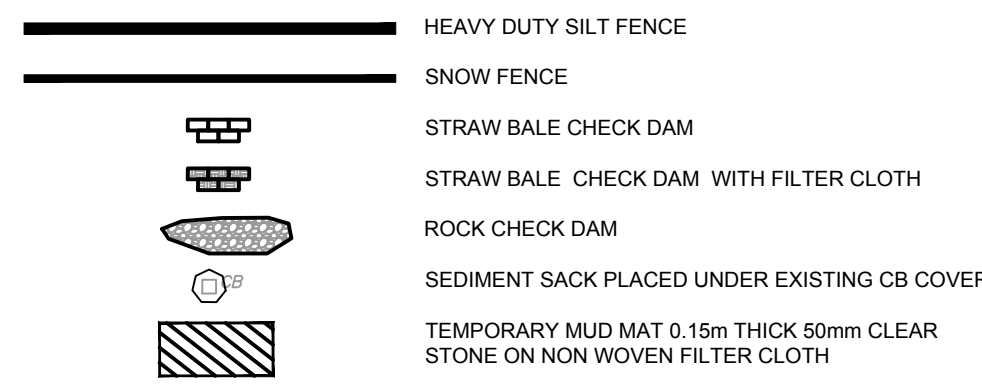 HEAVY DUTY SILT FENCE
SNOW FENCE
STRAW BALE CHECK DAM
STRAW BALE CHECK DAM WITH FILTER CLOTH
ROCK CHECK DAM
CB
SEDIMENT SACK PLACED UNDER EXISTING CB COVER
TEMPORARY MUD MAT 0.15m THICK 50mm CLEAR
STONE ON NON WOVEN FILTER CLOTH